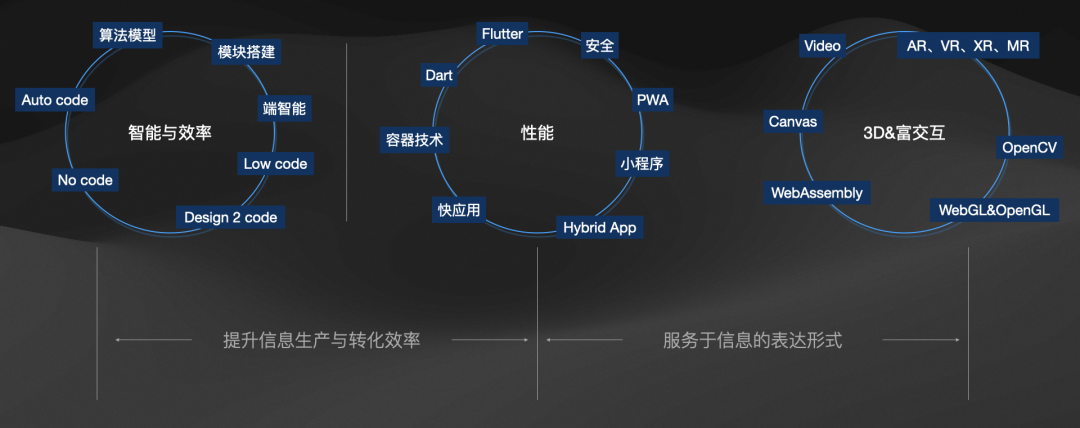 算法模型
模块搭建
Auto code
端智能
智能与效率
Low code
No code
Design 2 code
Flutter
安全
Dart
PWA
容器技术
性能
小程序
快应用
Hybrid App
Video
AR、VR、XR、MR
Canvas
3D&富交互
OpenCV
WebAssembly
WebGL&OpenGL
提升信息生产与转化效率
服务于信息的表达形式